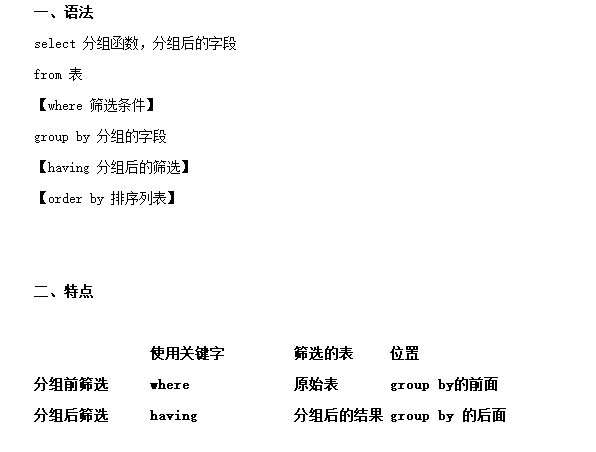 一、语法
select 分组函数，分组后的字段
from 表
【where 筛选条件】
group by 分组的字段
【having 分组后的筛选】
【order by 排序列表】
二、特点
使用关键字 筛选的表 位置
分组前筛选 where 原始表 group by的前面
分组后筛选 having 分组后的结果 group by 的后面